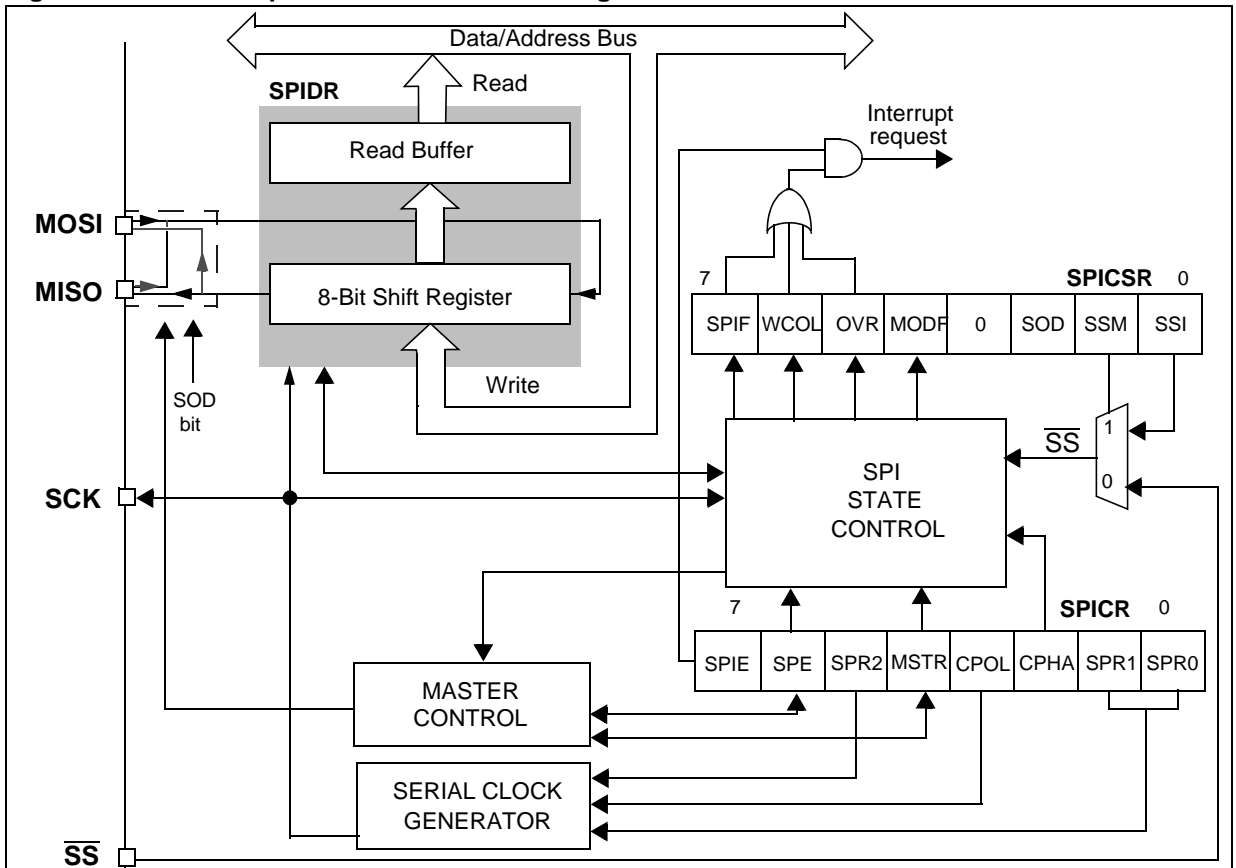 Data/Address Bus
SPIDR
Read
Read Buffer
Interrupt
request
MOSI
MISO
8-Bit Shift Register
7
SPICSR
0
SPIF
WCOL
OVR
MODF
0
SOD
SSM
SSI
Write
SOD
bit
1
SS
0
SPI
STATE
CONTROL
SCK
7
SPICR
0
SPIE
SPE
SPR2
MSTR
CPOL
CPHA
SPR1
SPR0
MASTER
CONTROL
SERIAL CLOCK
GENERATOR
SS